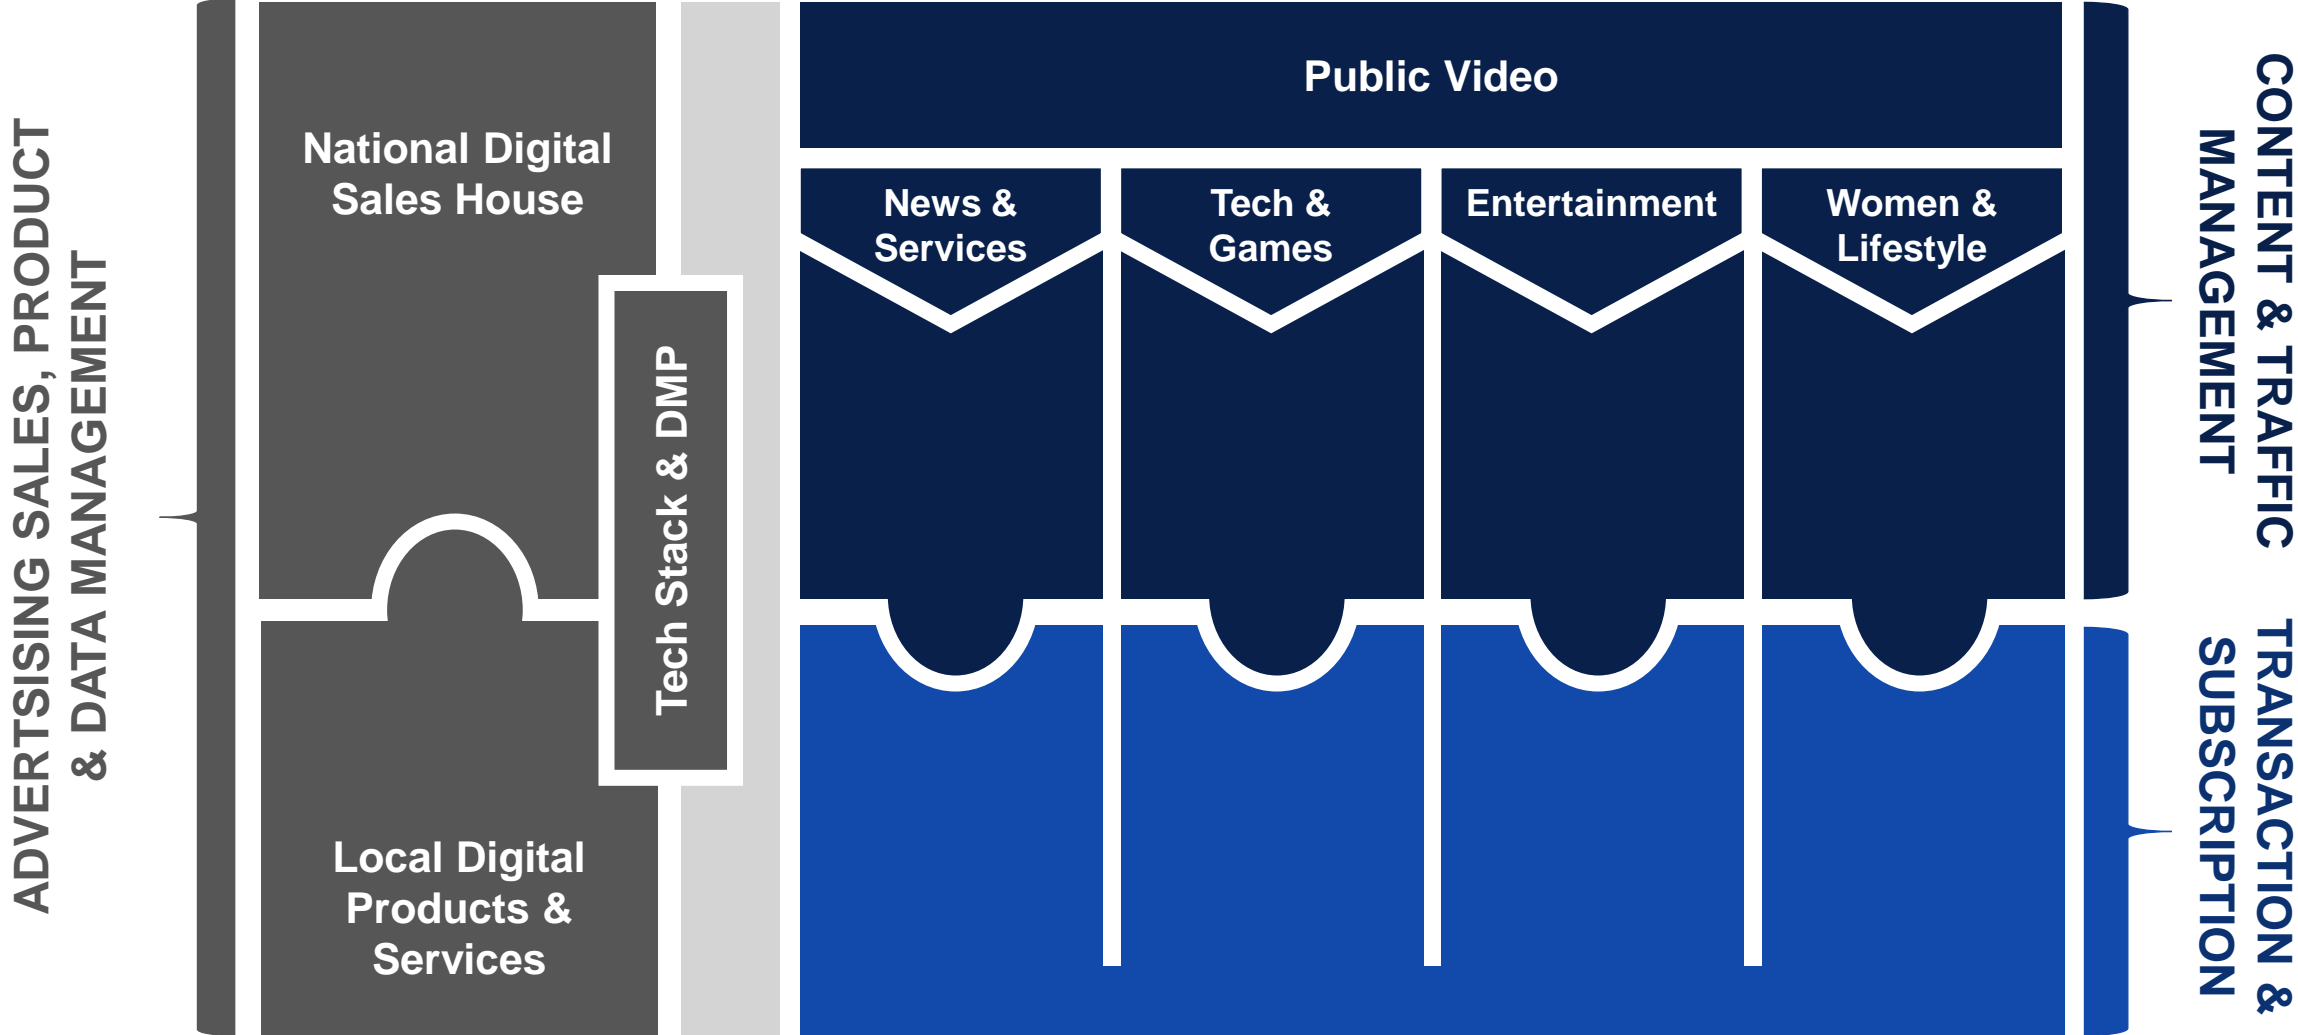 ADVERTSISING SALES, PRODUCT
& DATA MANAGEMENT
National Digital
Sales House
Tech Stack & DMP
Local Digital
Products &
Services
Public Video
News &
Services
Tech &
Games
Entertainment
Women &
Lifestyle
CONTENT & TRAFFIC
MANAGEMENT
TRANSACTION &
SUBSCRIPTION